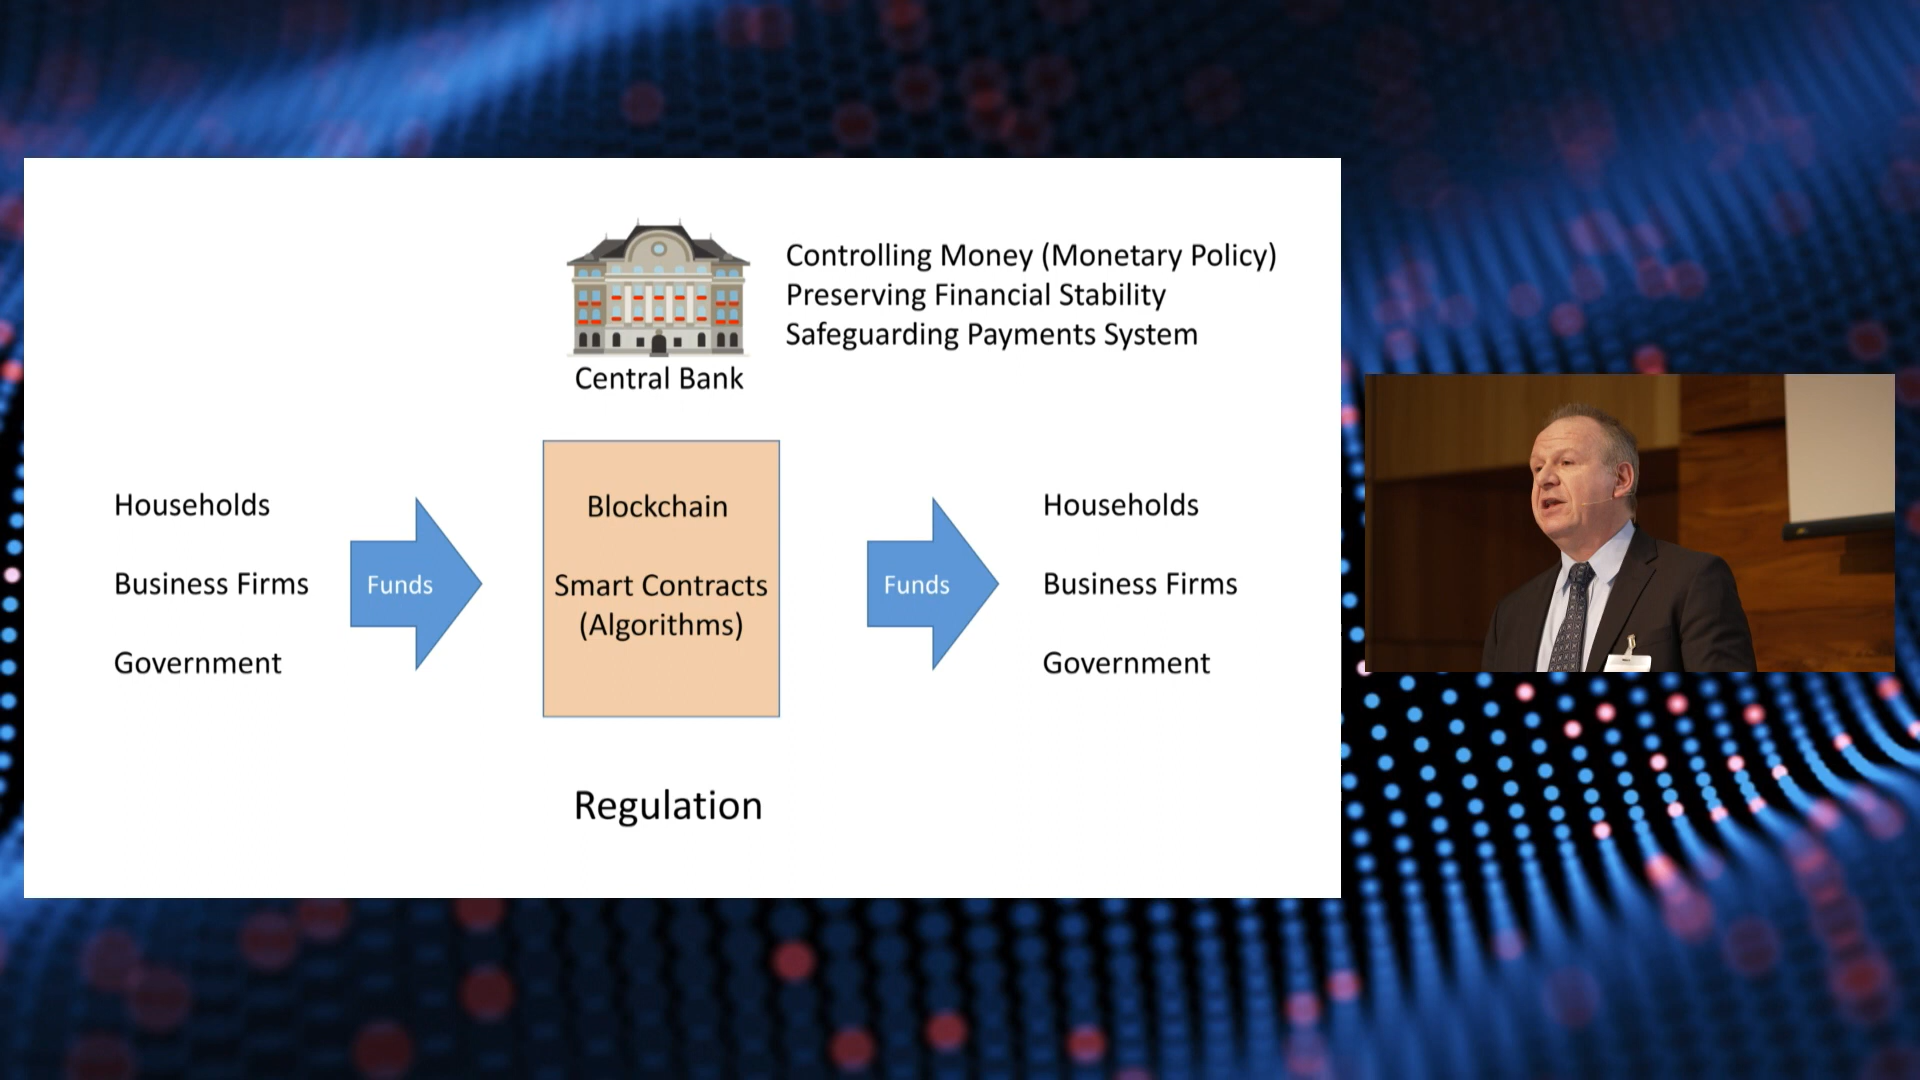 Controlling Money (Monetary Policy)
Preserving Financial Stability
Safeguarding Payments System
Central Bank
Households
Business Firms
Government
Funds
Blockchain
Smart Contracts
(Algorithms)
Funds
Households
Business Firms
Government
Regulation